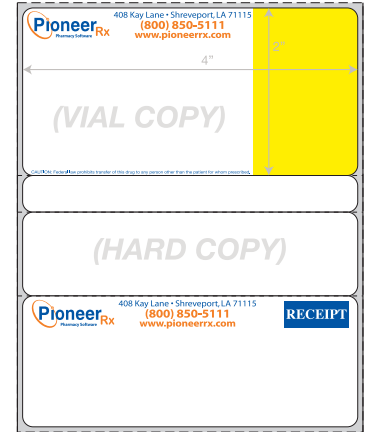 Pioneer Rx
Pharmacy Software
408 Kay Lane • Shreveport, LA 71115
(800) 850-5111
www.pioneerrx.com
2"
4"
(VIAL COPY)
CAUTION: Federal law prohibits transfer of this drug to any person other than the patient for whom prescribed.
(HARD COPY)
Pioneer Rx
Pharmacy Software
408 Kay Lane • Shreveport, LA 71115
(800) 850-5111
www.pioneerrx.com
RECEIPT